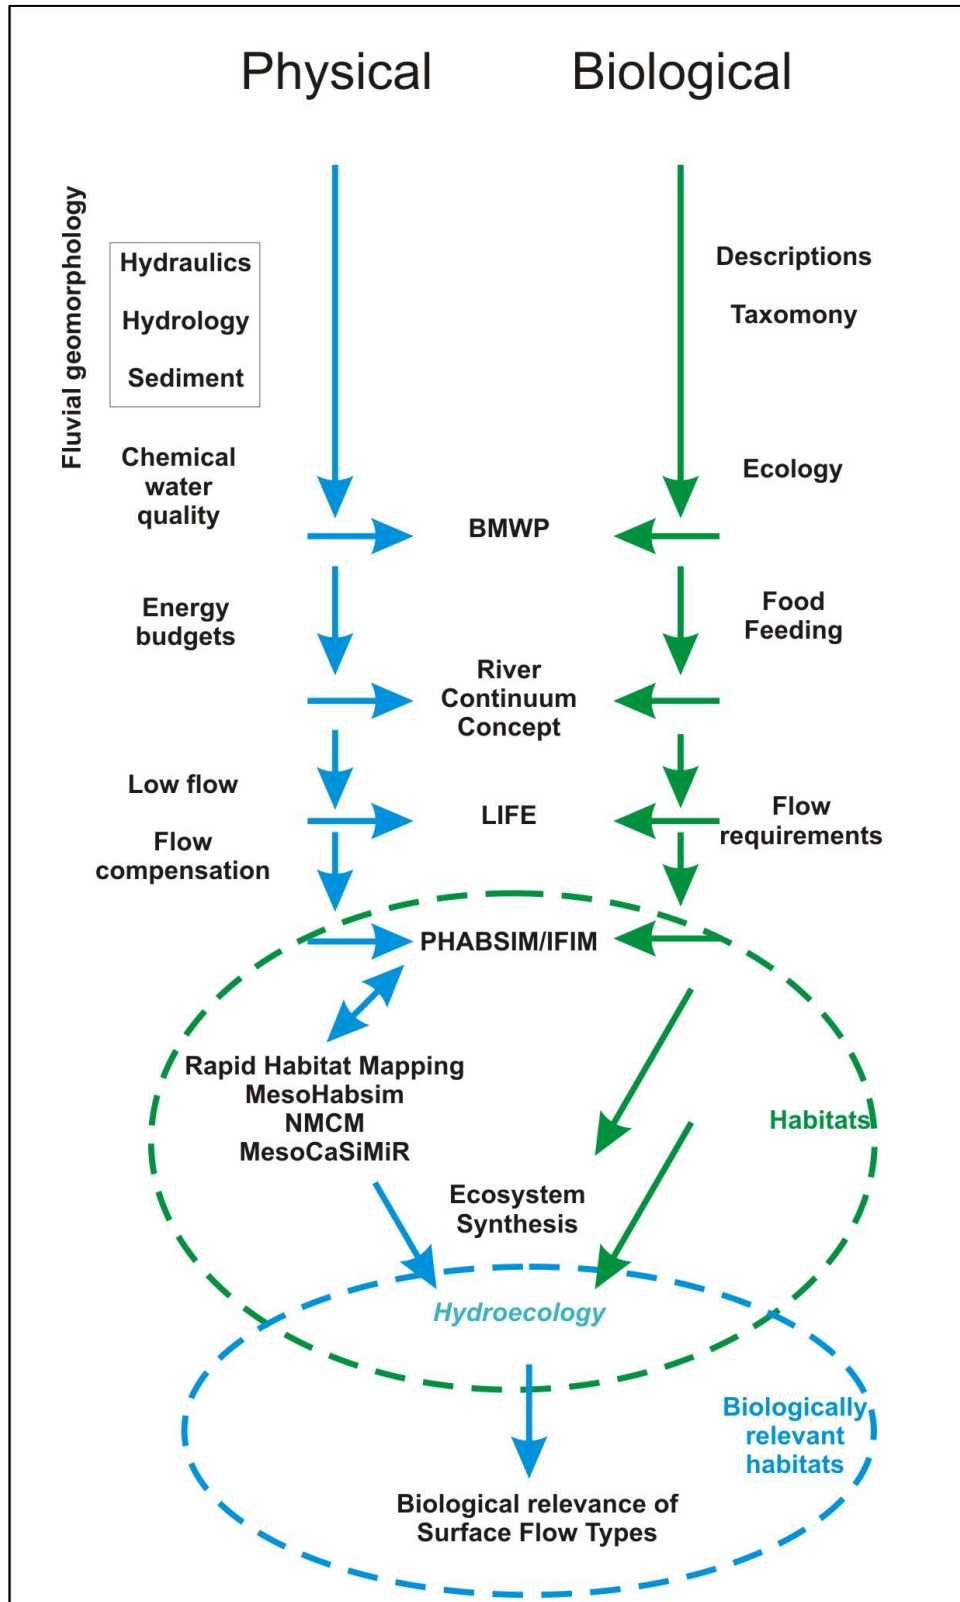 Physical
Biological
Fluvial geomorphology
Hydraulics
Hydrology
Sediment
Descriptions
Taxomony
Chemical
water
quality
Ecology
BMWP
Energy
budgets
Food
Feeding
River
Continuum
Concept
Low flow
Flow
compensation
LIFE
Flow
requirements
PHABSIM/IFIM
Rapid Habitat Mapping
MesoHabsim
NMCM
MesoCaSiMiR
Habitats
Ecosystem
Synthesis
Hydroecology
Biologically
relevant
habitats
Biological relevance of
Surface Flow Types